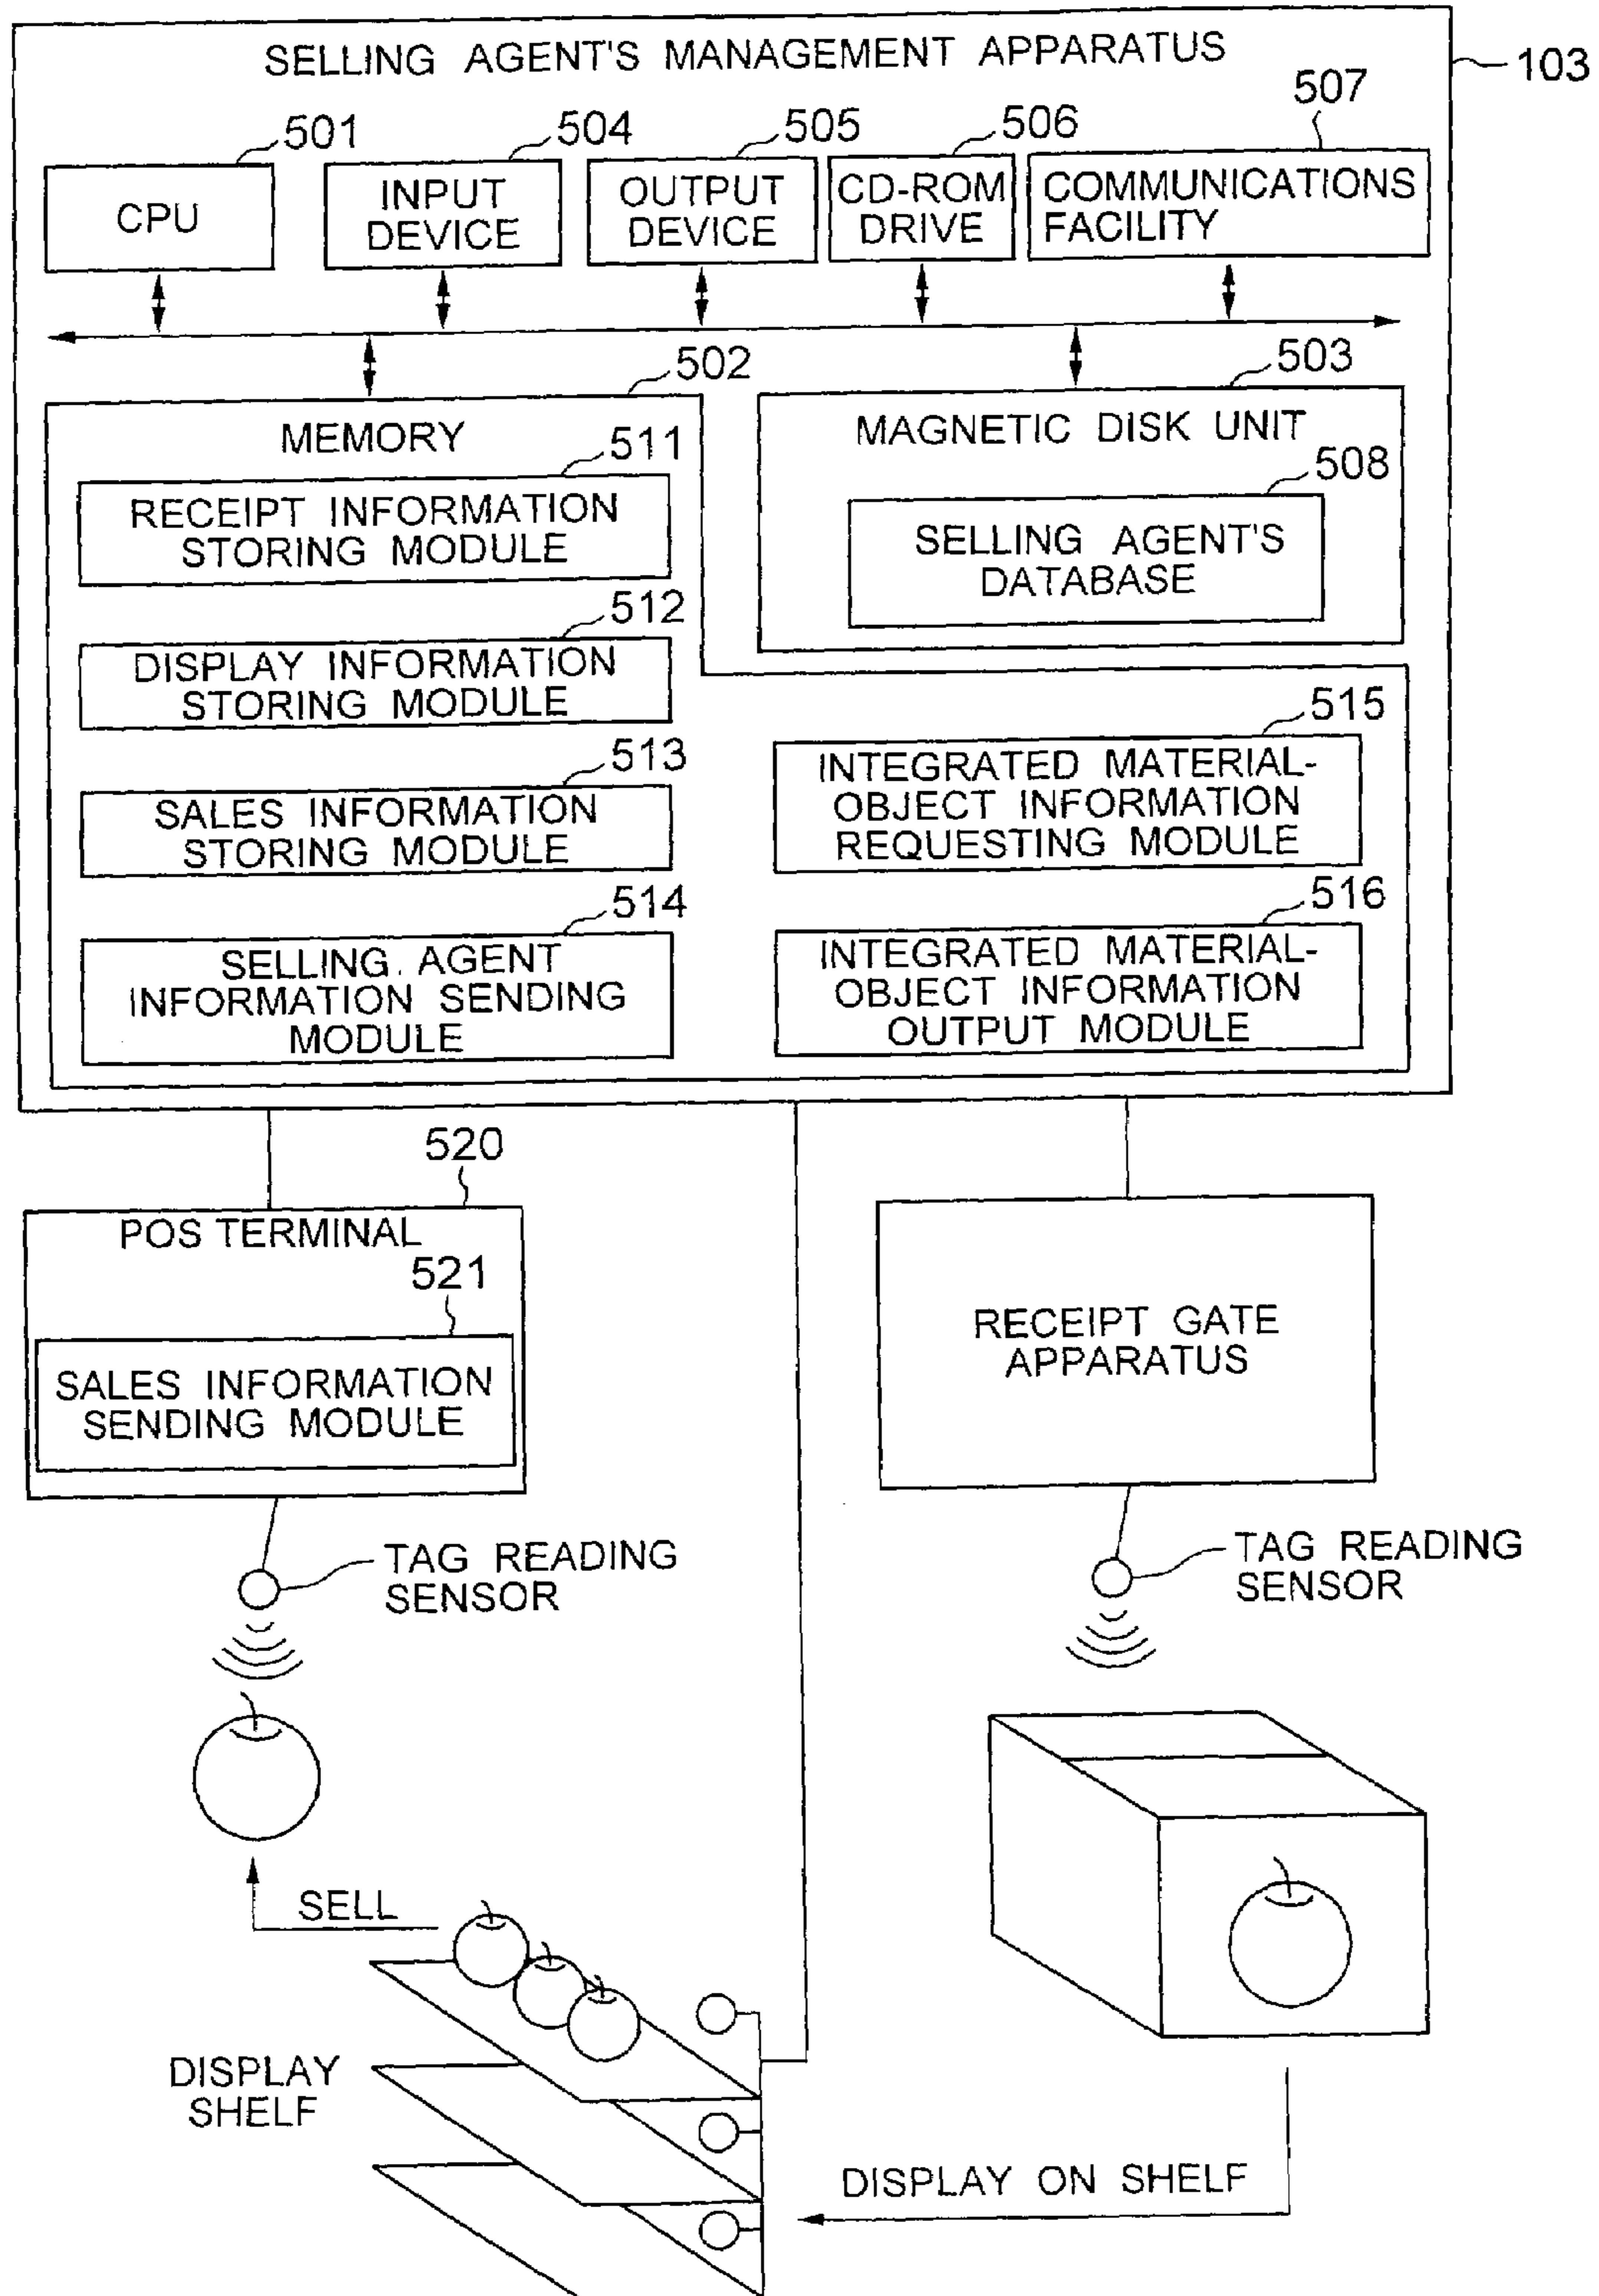 SELLING AGENT'S MANAGEMENT APPARATUS
103
501
504
505
506
507
CPU
INPUT
DEVICE
OUTPUT
DEVICE
CD-ROM
DRIVE
COMMUNICATIONS
FACILITY
502
503
MEMORY
MAGNETIC DISK UNIT
511
508
RECEIPT INFORMATION
STORING MODULE
SELLING AGENT'S
DATABASE
512
DISPLAY INFORMATION
STORING MODULE
513
SALES INFORMATION
STORING MODULE
515
INTEGRATED MATERIAL-
OBJECT INFORMATION
REQUESTING MODULE
514
SELLING AGENT
INFORMATION SENDING
MODULE
516
INTEGRATED MATERIAL-
OBJECT INFORMATION
OUTPUT MODULE
520
POS TERMINAL
521
SALES INFORMATION
SENDING MODULE
RECEIPT GATE
APPARATUS
TAG READING
SENSOR
TAG READING
SENSOR
SELL
DISPLAY
SHELF
DISPLAY ON SHELF